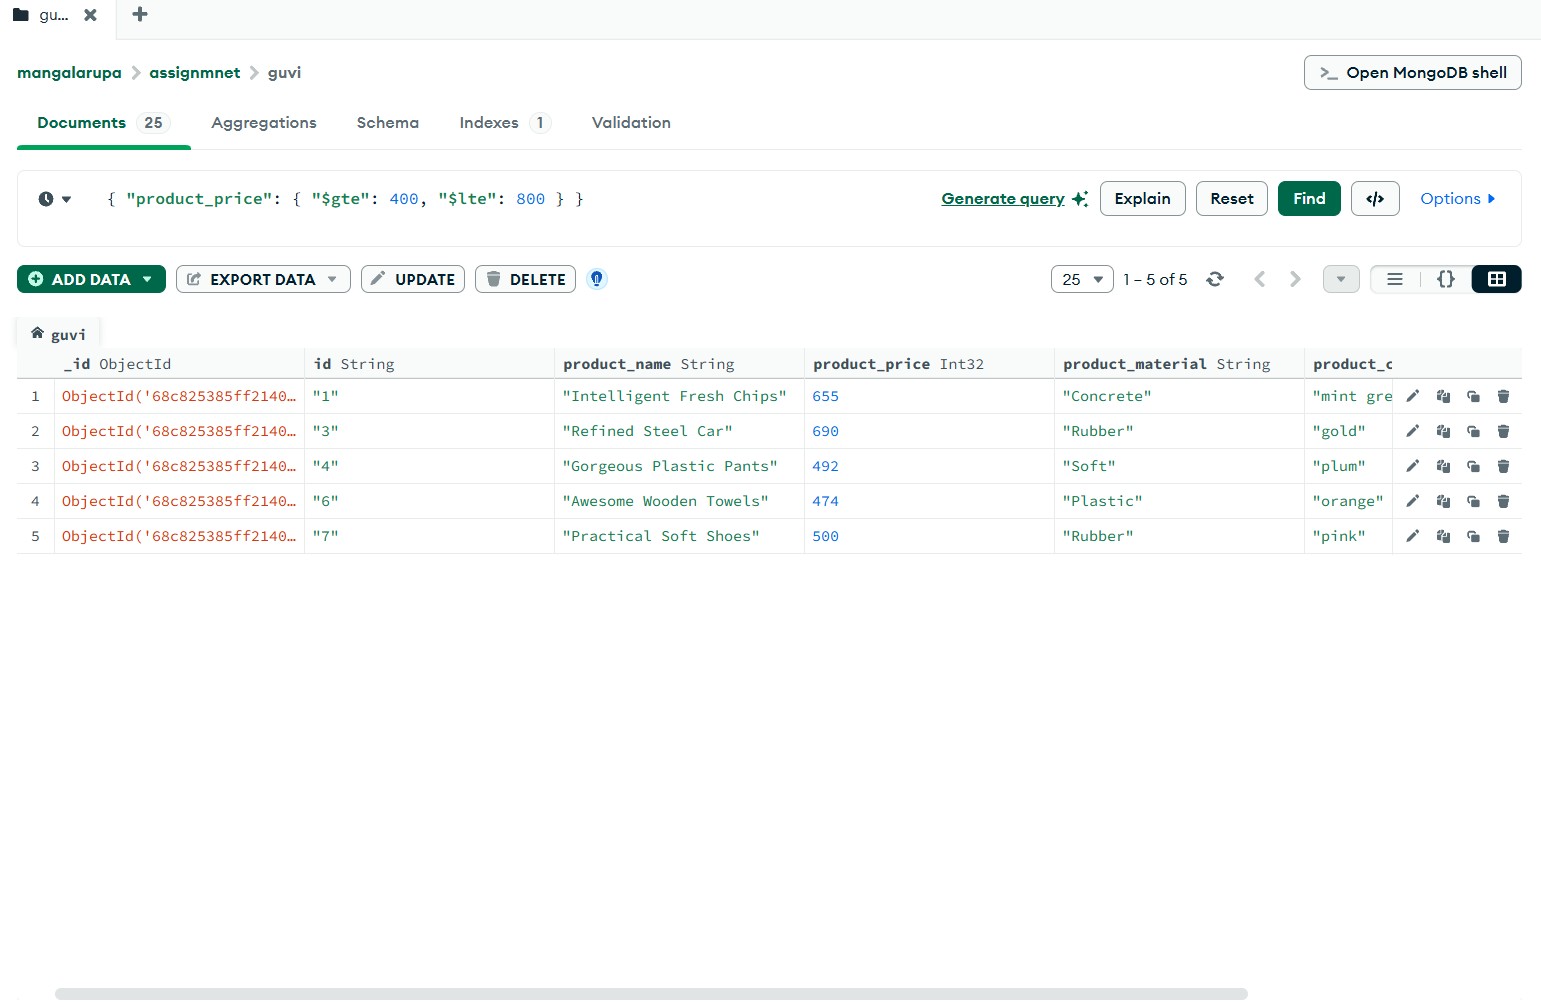 gu...
mangalarupa > assignmnet > guvi
>_ Open MongoDB shell
Documents 25 Aggregations Schema Indexes 1 Validation
{ "product_price": { "$gte": 400, "$lte": 800 } }
Generate query Explain Reset Find </> Options
ADD DATA EXPORT DATA UPDATE DELETE 25 1 – 5 of 5 {}
guvi
_id ObjectId id String product_name String product_price Int32 product_material String product_c
1 ObjectId('68c825385ff2140… "1" "Intelligent Fresh Chips" 655 "Concrete" "mint gre
2 ObjectId('68c825385ff2140… "3" "Refined Steel Car" 690 "Rubber" "gold"
3 ObjectId('68c825385ff2140… "4" "Gorgeous Plastic Pants" 492 "Soft" "plum"
4 ObjectId('68c825385ff2140… "6" "Awesome Wooden Towels" 474 "Plastic" "orange"
5 ObjectId('68c825385ff2140… "7" "Practical Soft Shoes" 500 "Rubber" "pink"